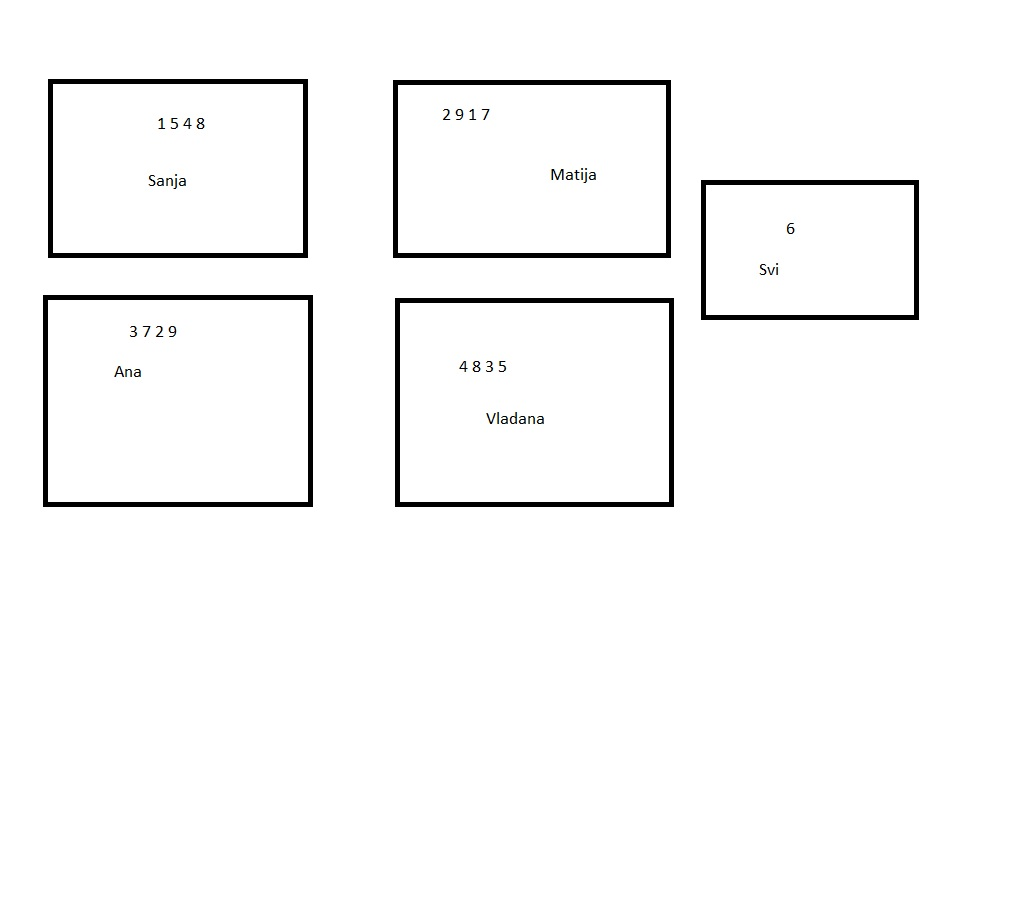 1 5 4 8
Sanja
2 9 1 7
Matija
6
Svi
3 7 2 9
Ana
4 8 3 5
Vladana